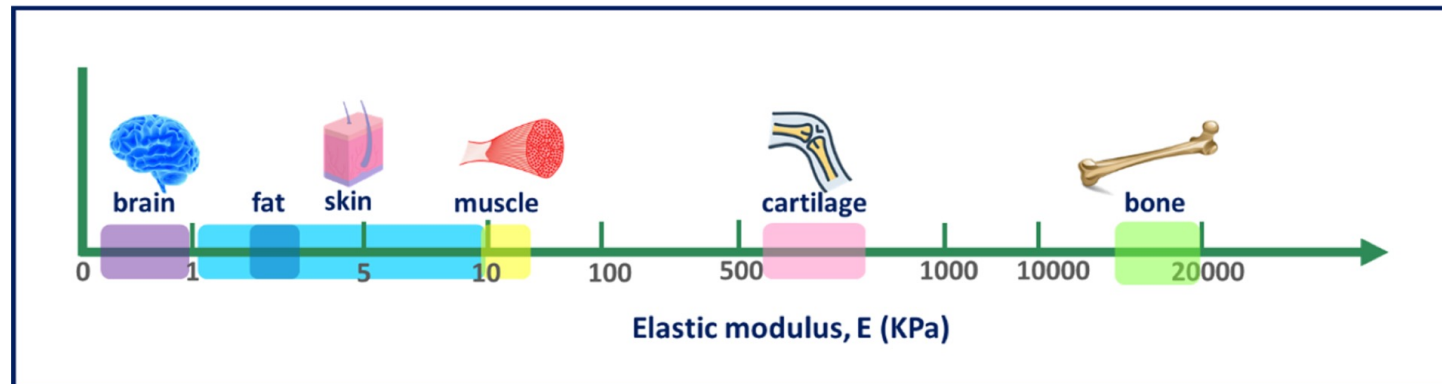 brain fat skin muscle cartilage bone
0 1 5 10 100 500 1000 10000 20000
Elastic modulus, E (KPa)